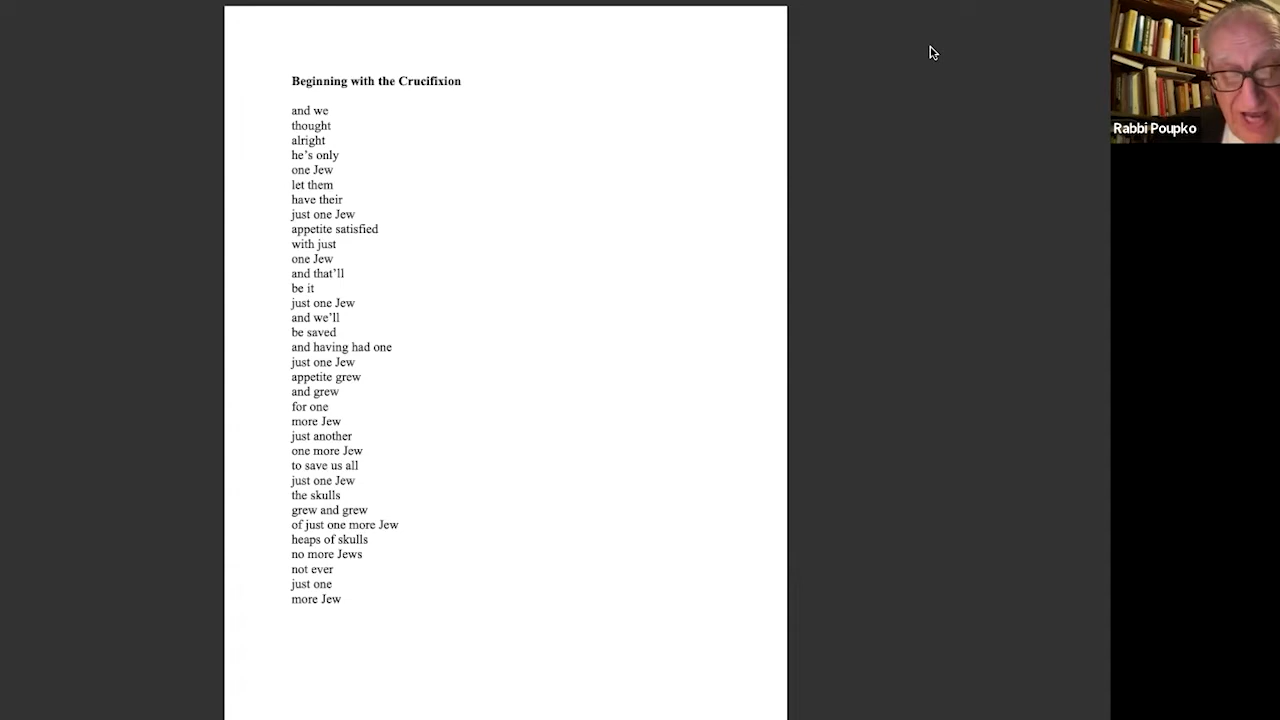 Beginning with the Crucifixion
and we
thought
alright
he's only
one Jew
let them
have their
just one Jew
appetite satisfied
with just
one Jew
and that'll
be it
just one Jew
and we'll
be saved
and having had one
just one Jew
appetite grew
and grew
for one
more Jew
just another
one more Jew
to save us all
just one Jew
the skulls
grew and grew
of just one more Jew
heaps of skulls
no more Jews
not ever
just one
more Jew
Rabbi Poupko